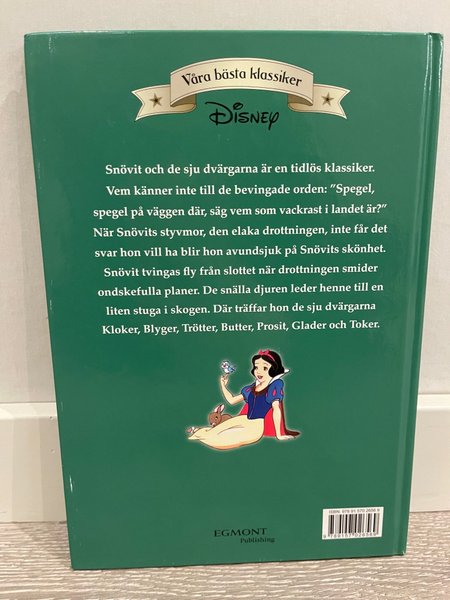 Våra bästa klassiker
Disney
Snövit och de sju dvärgarna är en tidlös klassiker.
Vem känner inte till de bevingade orden: ”Spegel,
spegel på väggen där, säg vem som vackrast i landet är?”
När Snövits styvmor, den elaka drottningen, inte får det
svar hon vill ha blir hon avundsjuk på Snövits skönhet.
Snövit tvingas fly från slottet när drottningen smider
ondskefulla planer. De snälla djuren leder henne till en
liten stuga i skogen. Där träffar hon de sju dvärgarna
Kloker, Blyger, Trötter, Butter, Prosit, Glader och Toker.
EGMONT
Publishing